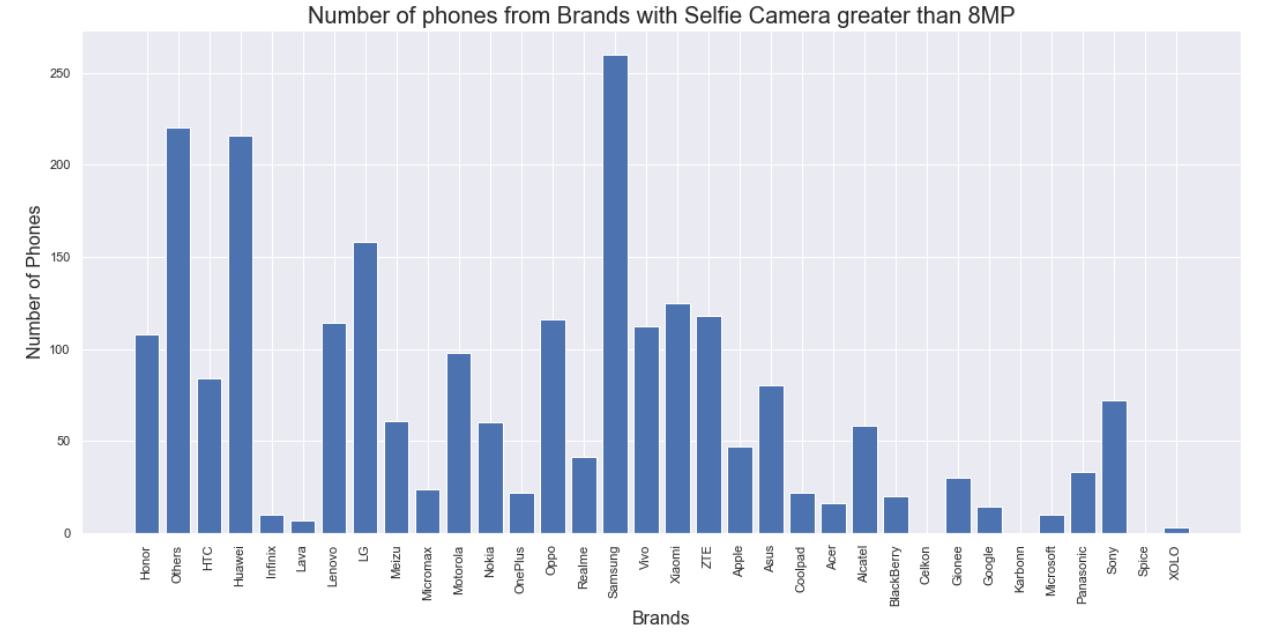 Number of phones from Brands with Selfie Camera greater than 8MP
Number of Phones
250
200
150
100
50
0
Honor
Others
HTC
Huawei
Infinix
Lava
Lenovo
LG
Meizu
Micromax
Motorola
Nokia
OnePlus
Oppo
Realme
Samsung
Vivo
Xiaomi
ZTE
Apple
Asus
Coolpad
Acer
Alcatel
BlackBerry
Celkon
Gionee
Google
Karbonn
Microsoft
Panasonic
Sony
Spice
XOLO
Brands